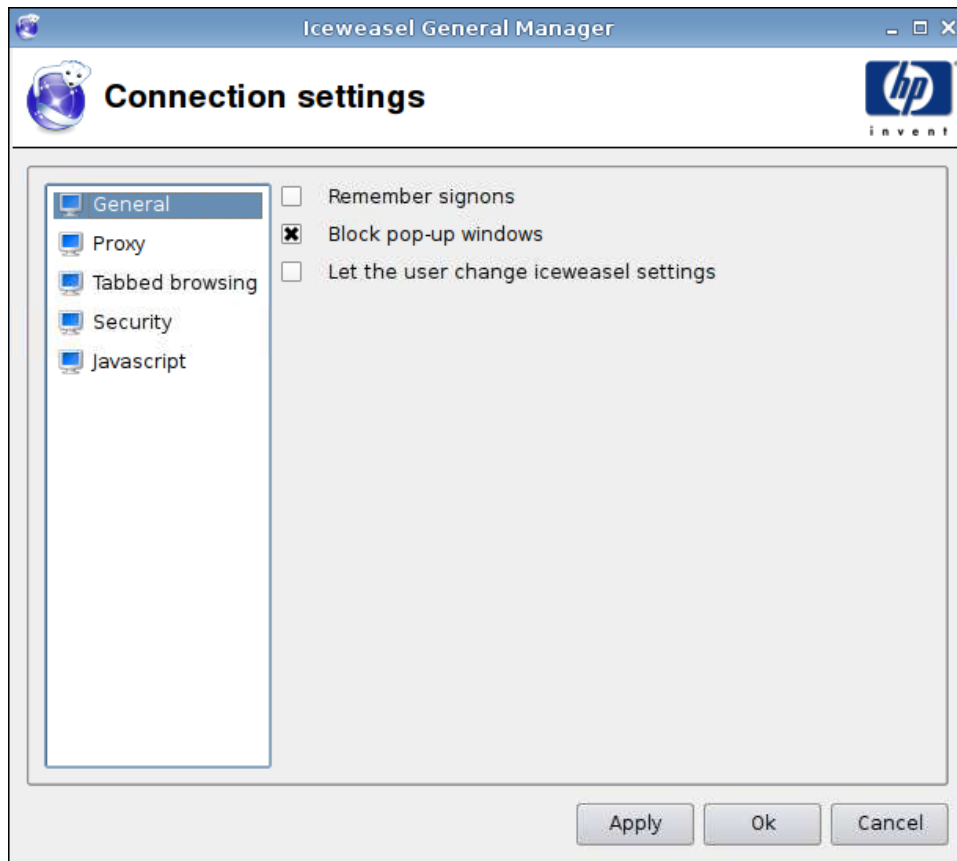 Iceweasel General Manager
Connection settings
hp
invent
General
Proxy
Tabbed browsing
Security
Javascript
Remember signons
Block pop-up windows
Let the user change iceweasel settings
Apply
Ok
Cancel